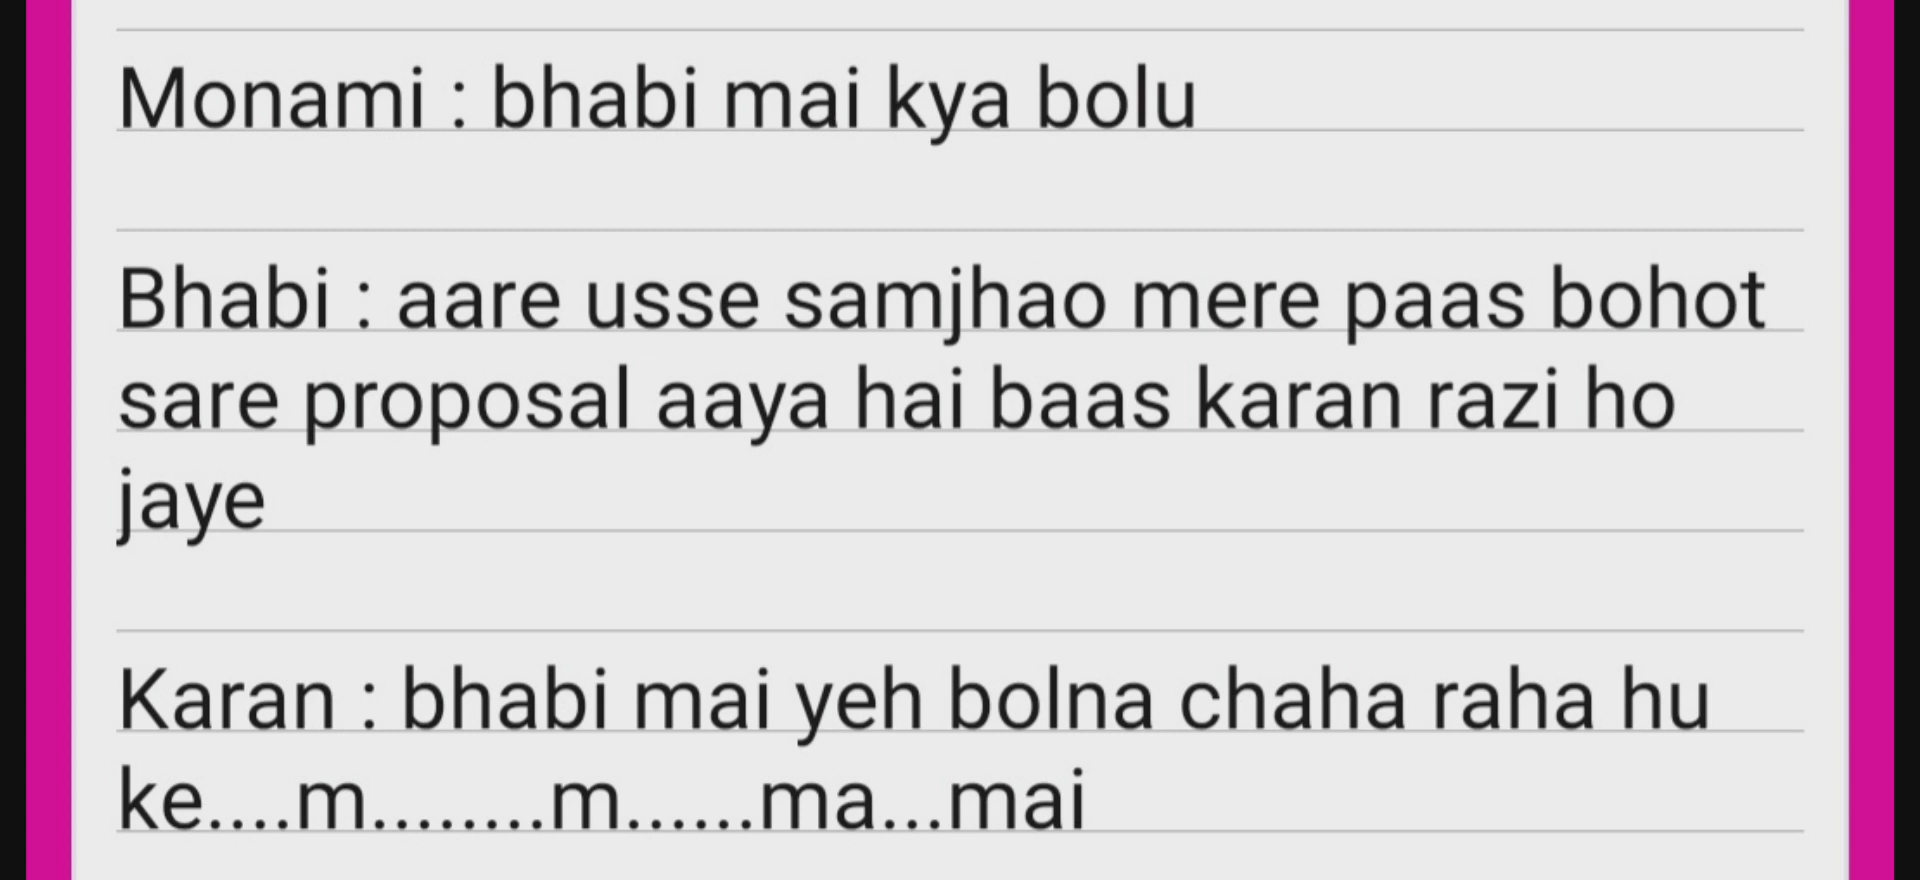 Monami : bhabi mai kya bolu
Bhabi : aare usse samjhao mere paas bohot
sare proposal aaya hai baas karan razi ho
jaye
Karan : bhabi mai yeh bolna chaha raha hu
ke....m........m......ma...mai